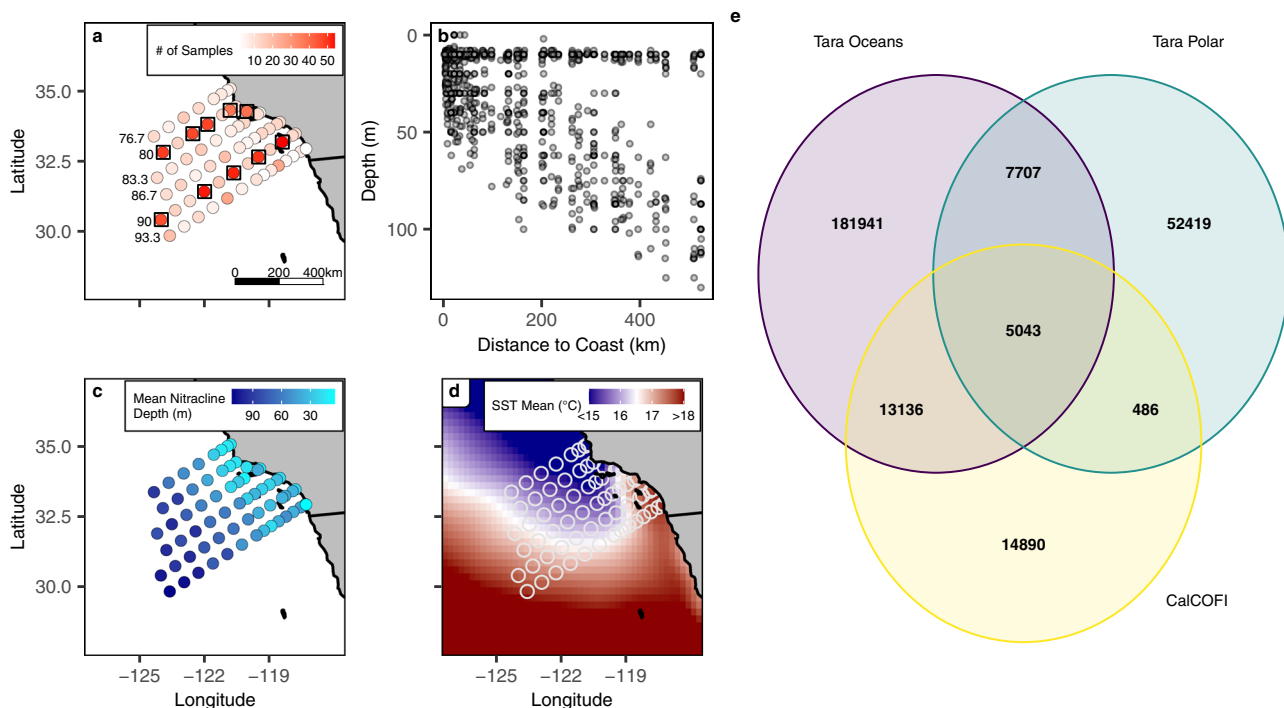 a
# of Samples
10 20 30 40 50
35.0
32.5
30.0
Latitude
76.7
80
83.3
86.7
90
93.3
0 200 400km
b
0
50
100
Depth (m)
0 200 400
Distance to Coast (km)
c
Mean Nitracline
Depth (m)
90 60 30
35.0
32.5
30.0
Latitude
−125 −122 −119
Longitude
d
SST Mean (°C)
<15 16 17 >18
−125 −122 −119
Longitude
e
Tara Oceans
Tara Polar
7707
181941
52419
5043
13136
486
14890
CalCOFI